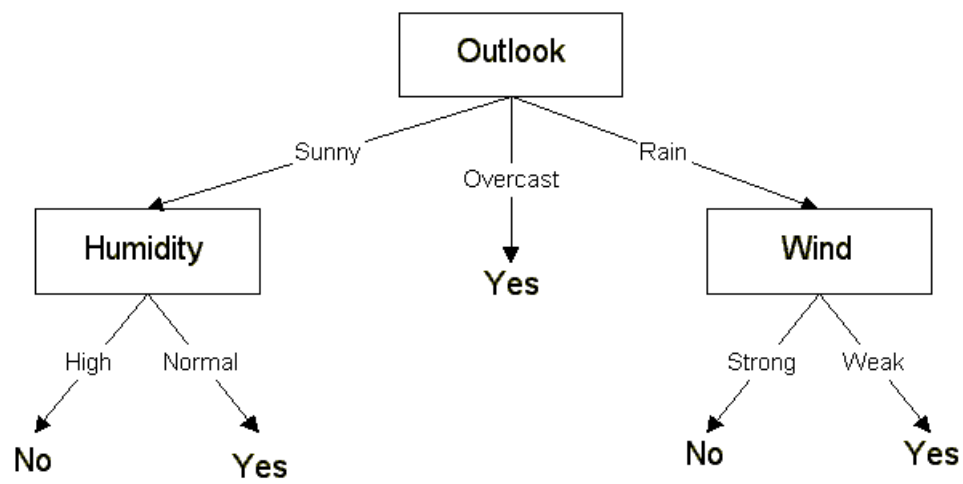 Outlook
Sunny
Overcast
Rain
Humidity
Yes
Wind
High
Normal
Strong
Weak
No
Yes
No
Yes